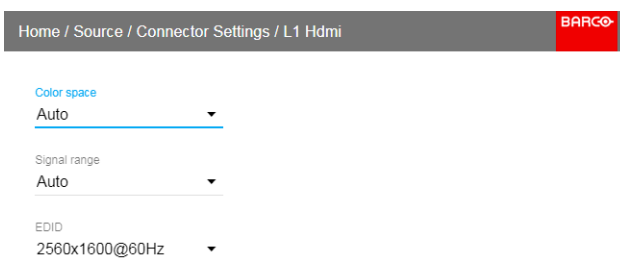 Home / Source / Connector Settings / L1 Hdmi
BARCO
Color space
Auto
Signal range
Auto
EDID
2560x1600@60Hz